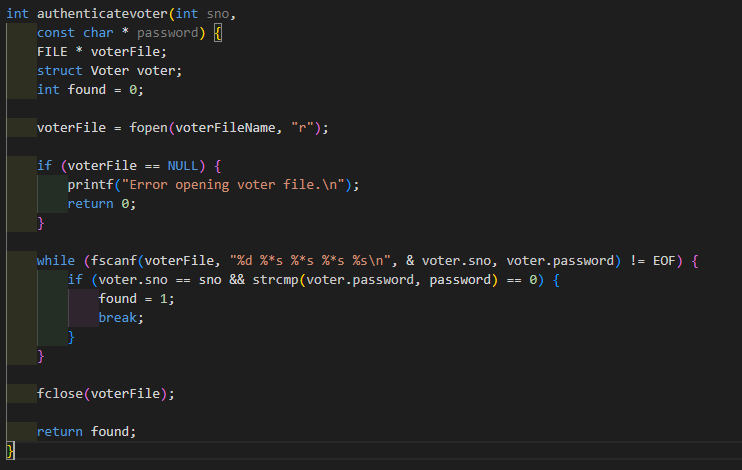 int authenticatevoter(int sno,
    const char * password) {
    FILE * voterFile;
    struct Voter voter;
    int found = 0;

    voterFile = fopen(voterFileName, "r");

    if (voterFile == NULL) {
        printf("Error opening voter file.\n");
        return 0;
    }

    while (fscanf(voterFile, "%d %*s %*s %*s %s\n", & voter.sno, voter.password) != EOF) {
        if (voter.sno == sno && strcmp(voter.password, password) == 0) {
            found = 1;
            break;
        }
    }

    fclose(voterFile);

    return found;
}